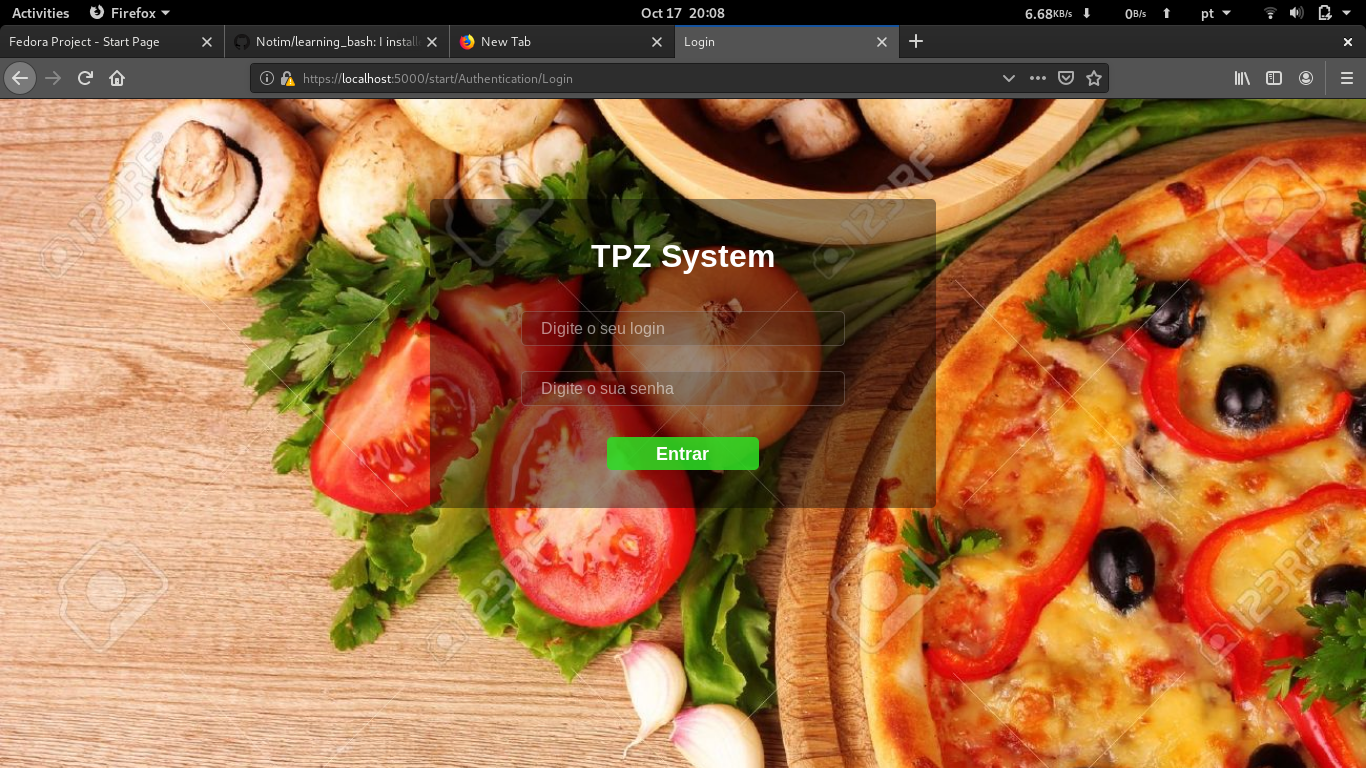 Activities Firefox Oct 17 20:08 6.68KB/s 0B/s pt
Fedora Project - Start Page Notim/learning_bash: I install New Tab Login
https://localhost:5000/start/Authentication/Login
TPZ System
Digite o seu login
Digite o sua senha
Entrar
123RF
123RF
123RF
123RF